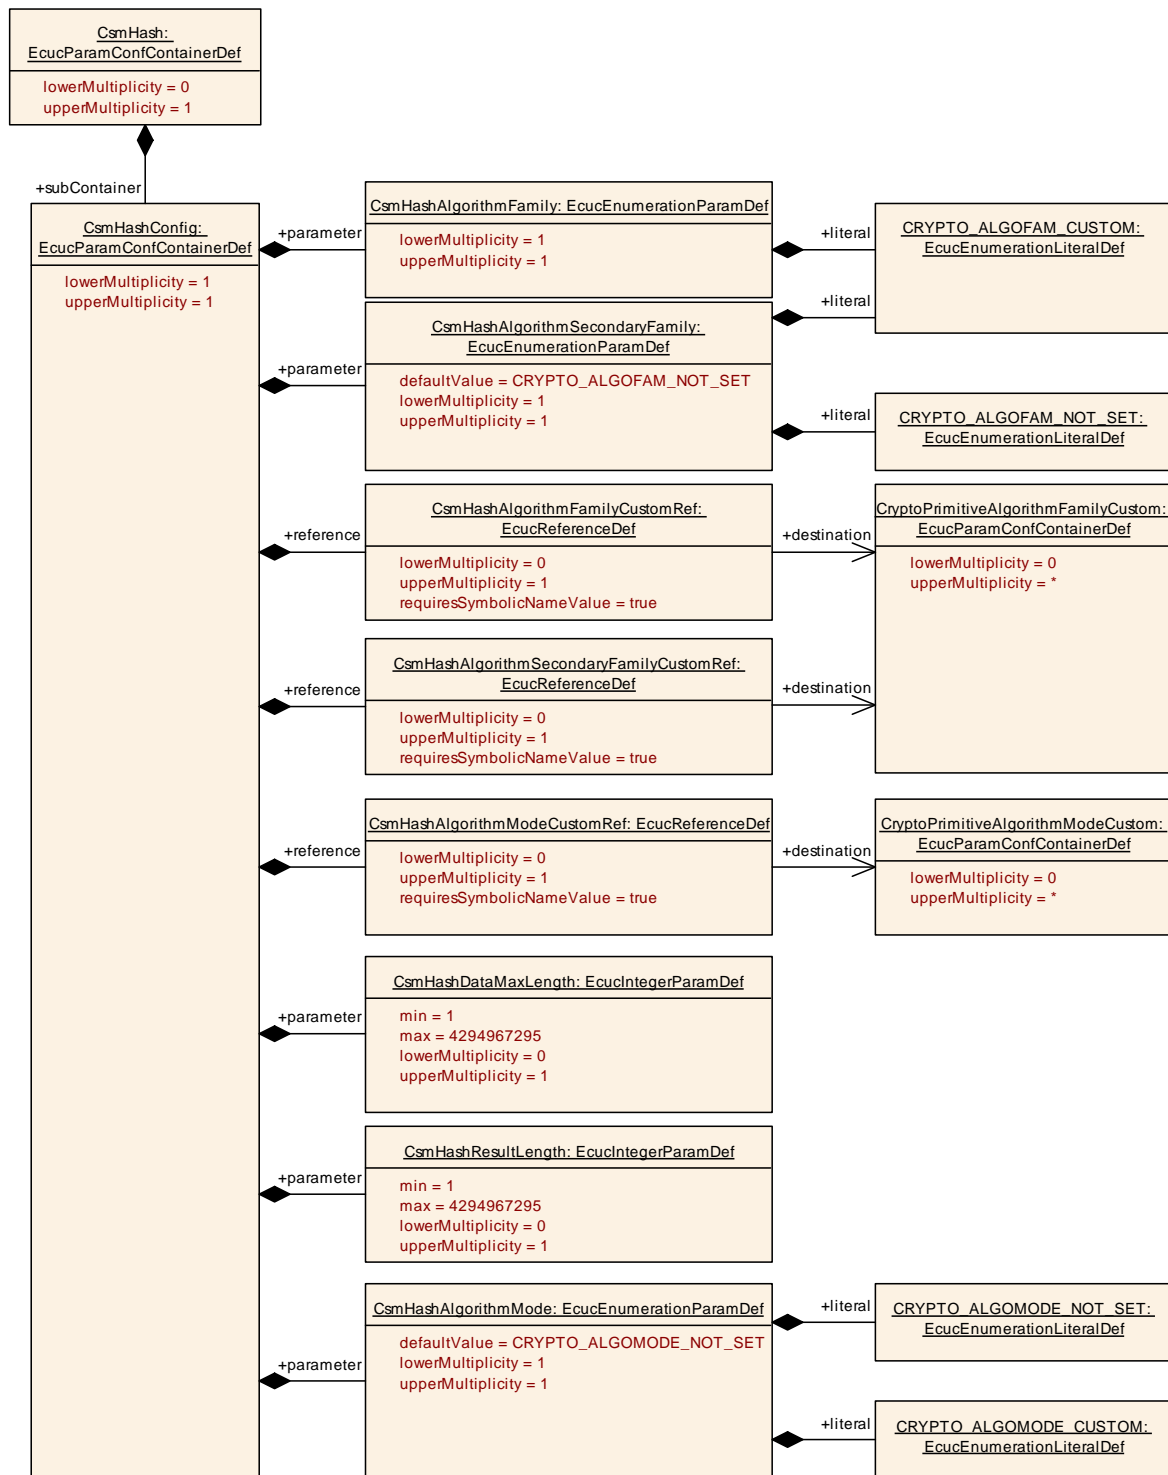 CsmHash:
EcucParamConfContainerDef
lowerMultiplicity = 0
upperMultiplicity = 1
+subContainer
CsmHashConfig:
EcucParamConfContainerDef
lowerMultiplicity = 1
upperMultiplicity = 1
+parameter
CsmHashAlgorithmFamily: EcucEnumerationParamDef
lowerMultiplicity = 1
upperMultiplicity = 1
+literal
CRYPTO_ALGOFAM_CUSTOM:
EcucEnumerationLiteralDef
+literal
+parameter
CsmHashAlgorithmSecondaryFamily:
EcucEnumerationParamDef
defaultValue = CRYPTO_ALGOFAM_NOT_SET
lowerMultiplicity = 1
upperMultiplicity = 1
+literal
CRYPTO_ALGOFAM_NOT_SET:
EcucEnumerationLiteralDef
+reference
CsmHashAlgorithmFamilyCustomRef:
EcucReferenceDef
lowerMultiplicity = 0
upperMultiplicity = 1
requiresSymbolicNameValue = true
+destination
CryptoPrimitiveAlgorithmFamilyCustom:
EcucParamConfContainerDef
lowerMultiplicity = 0
upperMultiplicity = *
+reference
CsmHashAlgorithmSecondaryFamilyCustomRef:
EcucReferenceDef
lowerMultiplicity = 0
upperMultiplicity = 1
requiresSymbolicNameValue = true
+destination
+reference
CsmHashAlgorithmModeCustomRef: EcucReferenceDef
lowerMultiplicity = 0
upperMultiplicity = 1
requiresSymbolicNameValue = true
+destination
CryptoPrimitiveAlgorithmModeCustom:
EcucParamConfContainerDef
lowerMultiplicity = 0
upperMultiplicity = *
+parameter
CsmHashDataMaxLength: EcucIntegerParamDef
min = 1
max = 4294967295
lowerMultiplicity = 0
upperMultiplicity = 1
+parameter
CsmHashResultLength: EcucIntegerParamDef
min = 1
max = 4294967295
lowerMultiplicity = 0
upperMultiplicity = 1
+parameter
CsmHashAlgorithmMode: EcucEnumerationParamDef
defaultValue = CRYPTO_ALGOMODE_NOT_SET
lowerMultiplicity = 1
upperMultiplicity = 1
+literal
CRYPTO_ALGOMODE_NOT_SET:
EcucEnumerationLiteralDef
+literal
CRYPTO_ALGOMODE_CUSTOM:
EcucEnumerationLiteralDef